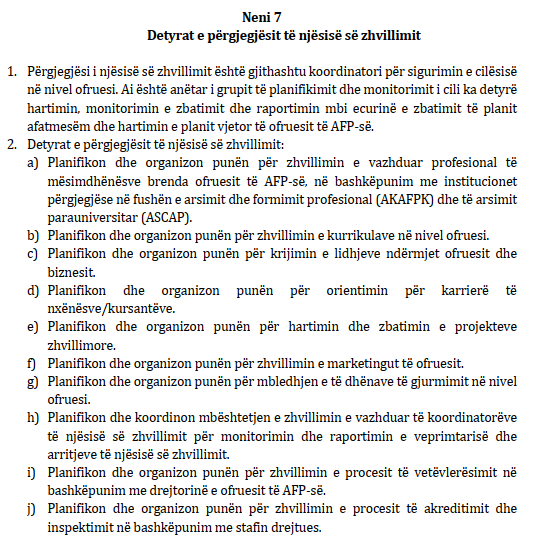 Neni 7
Detyrat e përgjegjësit të njësisë së zhvillimit
1. Përgjegjësi i njësisë së zhvillimit është gjithashtu koordinatori për sigurimin e cilësisë
në nivel ofruesi. Ai është anëtar i grupit të planifikimit dhe monitorimit i cili ka detyrë
hartimin, monitorimin e zbatimit dhe raportimin mbi ecurinë e zbatimit të planit
afatmesëm dhe hartimin e planit vjetor të ofruesit të AFP-së.
2. Detyrat e përgjegjësit të njësisë së zhvillimit:
a) Planifikon dhe organizon punën për zhvillimin e vazhduar profesional të
mësimdhënësve brenda ofruesit të AFP-së, në bashkëpunim me institucionet
përgjegjëse në fushën e arsimit dhe formimit profesional (AKAFPK) dhe të arsimit
parauniversitar (ASCAP).
b) Planifikon dhe organizon punën për zhvillimin e kurrikulave në nivel ofruesi.
c) Planifikon dhe organizon punën për krijimin e lidhjeve ndërmjet ofruesit dhe
biznesit.
d) Planifikon dhe organizon punën për orientimin për karrierë të
nxënësve/kursantëve.
e) Planifikon dhe organizon punën për hartimin dhe zbatimin e projekteve
zhvillimore.
f) Planifikon dhe organizon punën për zhvillimin e marketingut të ofruesit.
g) Planifikon dhe organizon punën për mbledhjen e të dhënave të gjurmimit në nivel
ofruesi.
h) Planifikon dhe koordinon mbështetjen e zhvillimin e vazhduar të koordinatorëve
të njësisë së zhvillimit për monitorimin dhe raportimin e veprimtarisë dhe
arritjeve të njësisë së zhvillimit.
i) Planifikon dhe organizon punën për zhvillimin e procesit të vetëvlerësimit në
bashkëpunim me drejtorinë e ofruesit të AFP-së.
j) Planifikon dhe organizon punën për zhvillimin e procesit të akreditimit dhe
inspektimit në bashkëpunim me stafin drejtues.